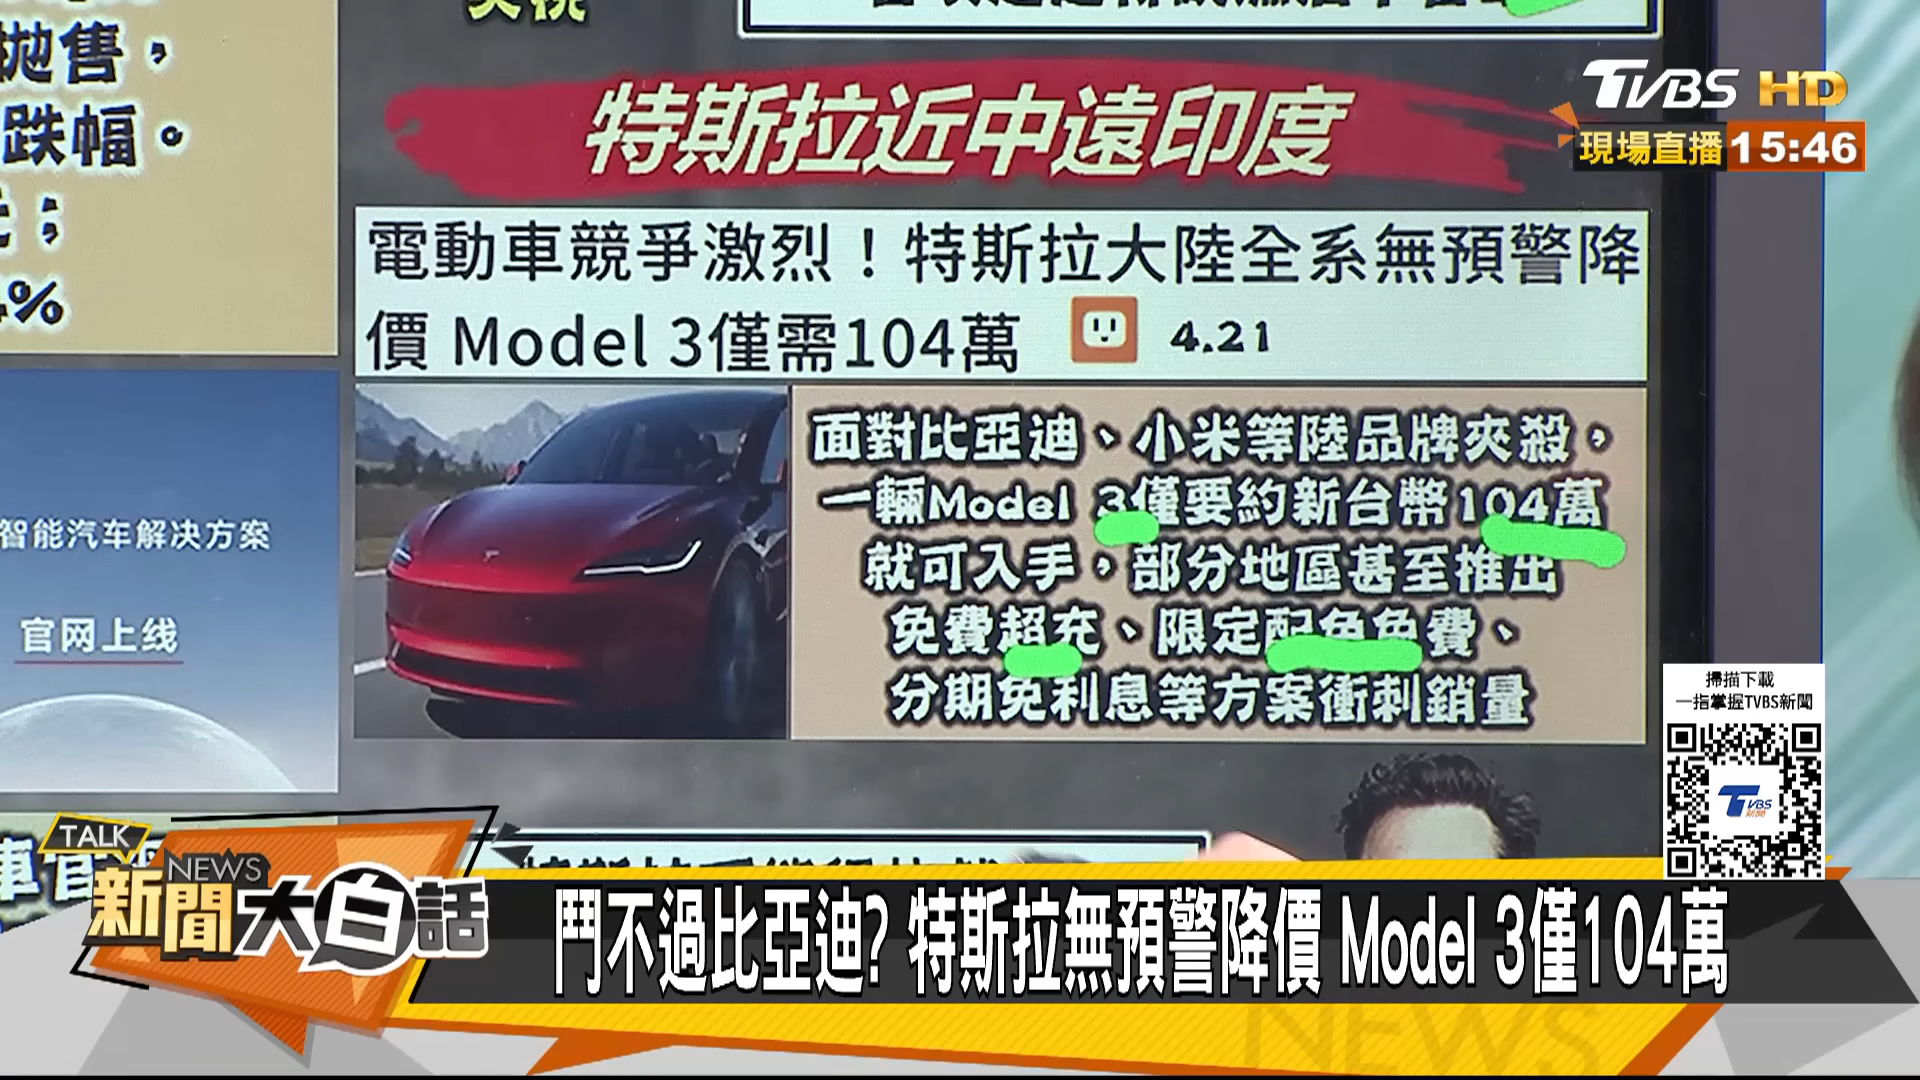 拋售，
跌幅。
%
智能汽车解决方案
官网上线
特斯拉近中遠印度
電動車競爭激烈！特斯拉大陸全系無預警降
價 Model 3僅需104萬 4.21
面對比亞迪、小米等陸品牌夾殺，
一輛Model 3僅要約新台幣104萬
就可入手，部分地區甚至推出
免費超充、限定配色免費、
分期免利息等方案衝刺銷量
TVBS HD
現場直播 15:46
掃描下載
一指掌握TVBS新聞
TVBS
新聞
TALK
NEWS
新聞大白話
鬥不過比亞迪? 特斯拉無預警降價 Model 3僅104萬
NEWS